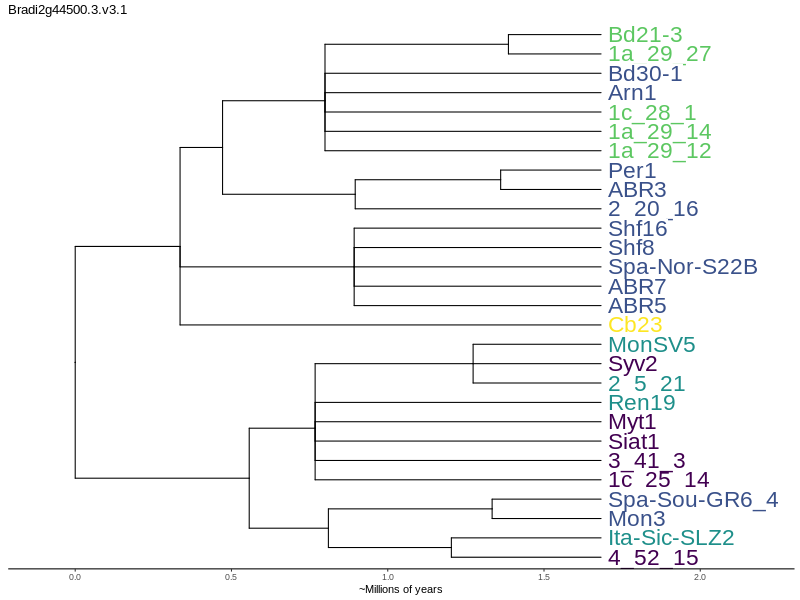 Bradi2g44500.3.v3.1
Bd21-3
1a_29_27
Bd30-1
Arn1
1c_28_1
1a_29_14
1a_29_12
Per1
ABR3
2_20_16
Shf16
Shf8
Spa-Nor-S22B
ABR7
ABR5
Cb23
MonSV5
Syv2
2_5_21
Ren19
Myt1
Siat1
3_41_3
1c_25_14
Spa-Sou-GR6_4
Mon3
Ita-Sic-SLZ2
4_52_15
0.0 0.5 1.0 1.5 2.0
~Millions of years